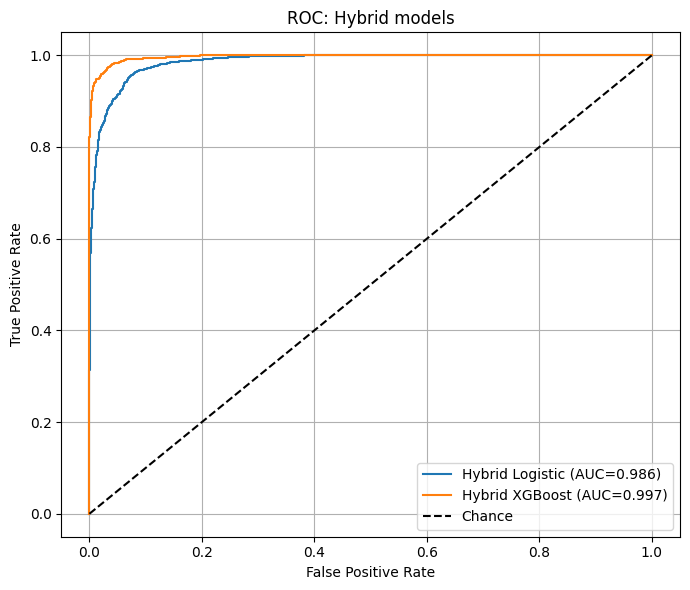 ROC: Hybrid models
1.0
0.8
0.6
0.4
0.2
0.0
True Positive Rate
0.0 0.2 0.4 0.6 0.8 1.0
False Positive Rate
Hybrid Logistic (AUC=0.986)
Hybrid XGBoost (AUC=0.997)
Chance